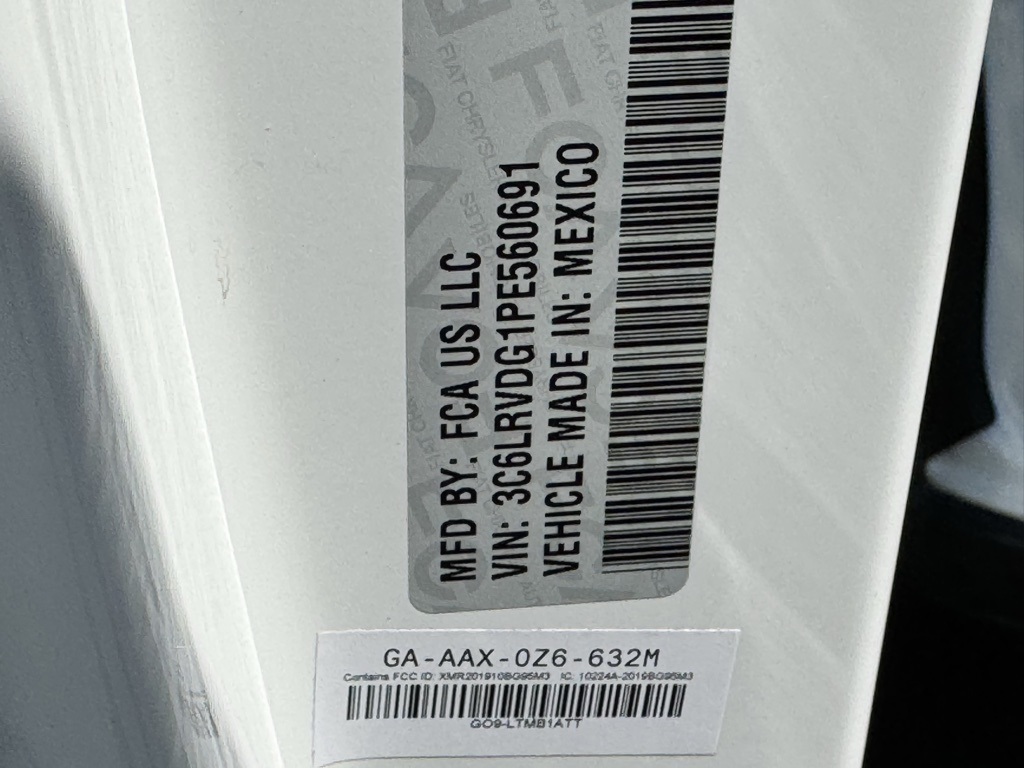 MFD BY: FCA US LLC
VIN: 3C6LRVDG1PE560691
VEHICLE MADE IN: MEXICO
GA-AAX-0Z6-632M
Contains FCC ID: XMR201910BG95M3 IC: 10224A-2019BG95M3
GO9-LTMB1ATT